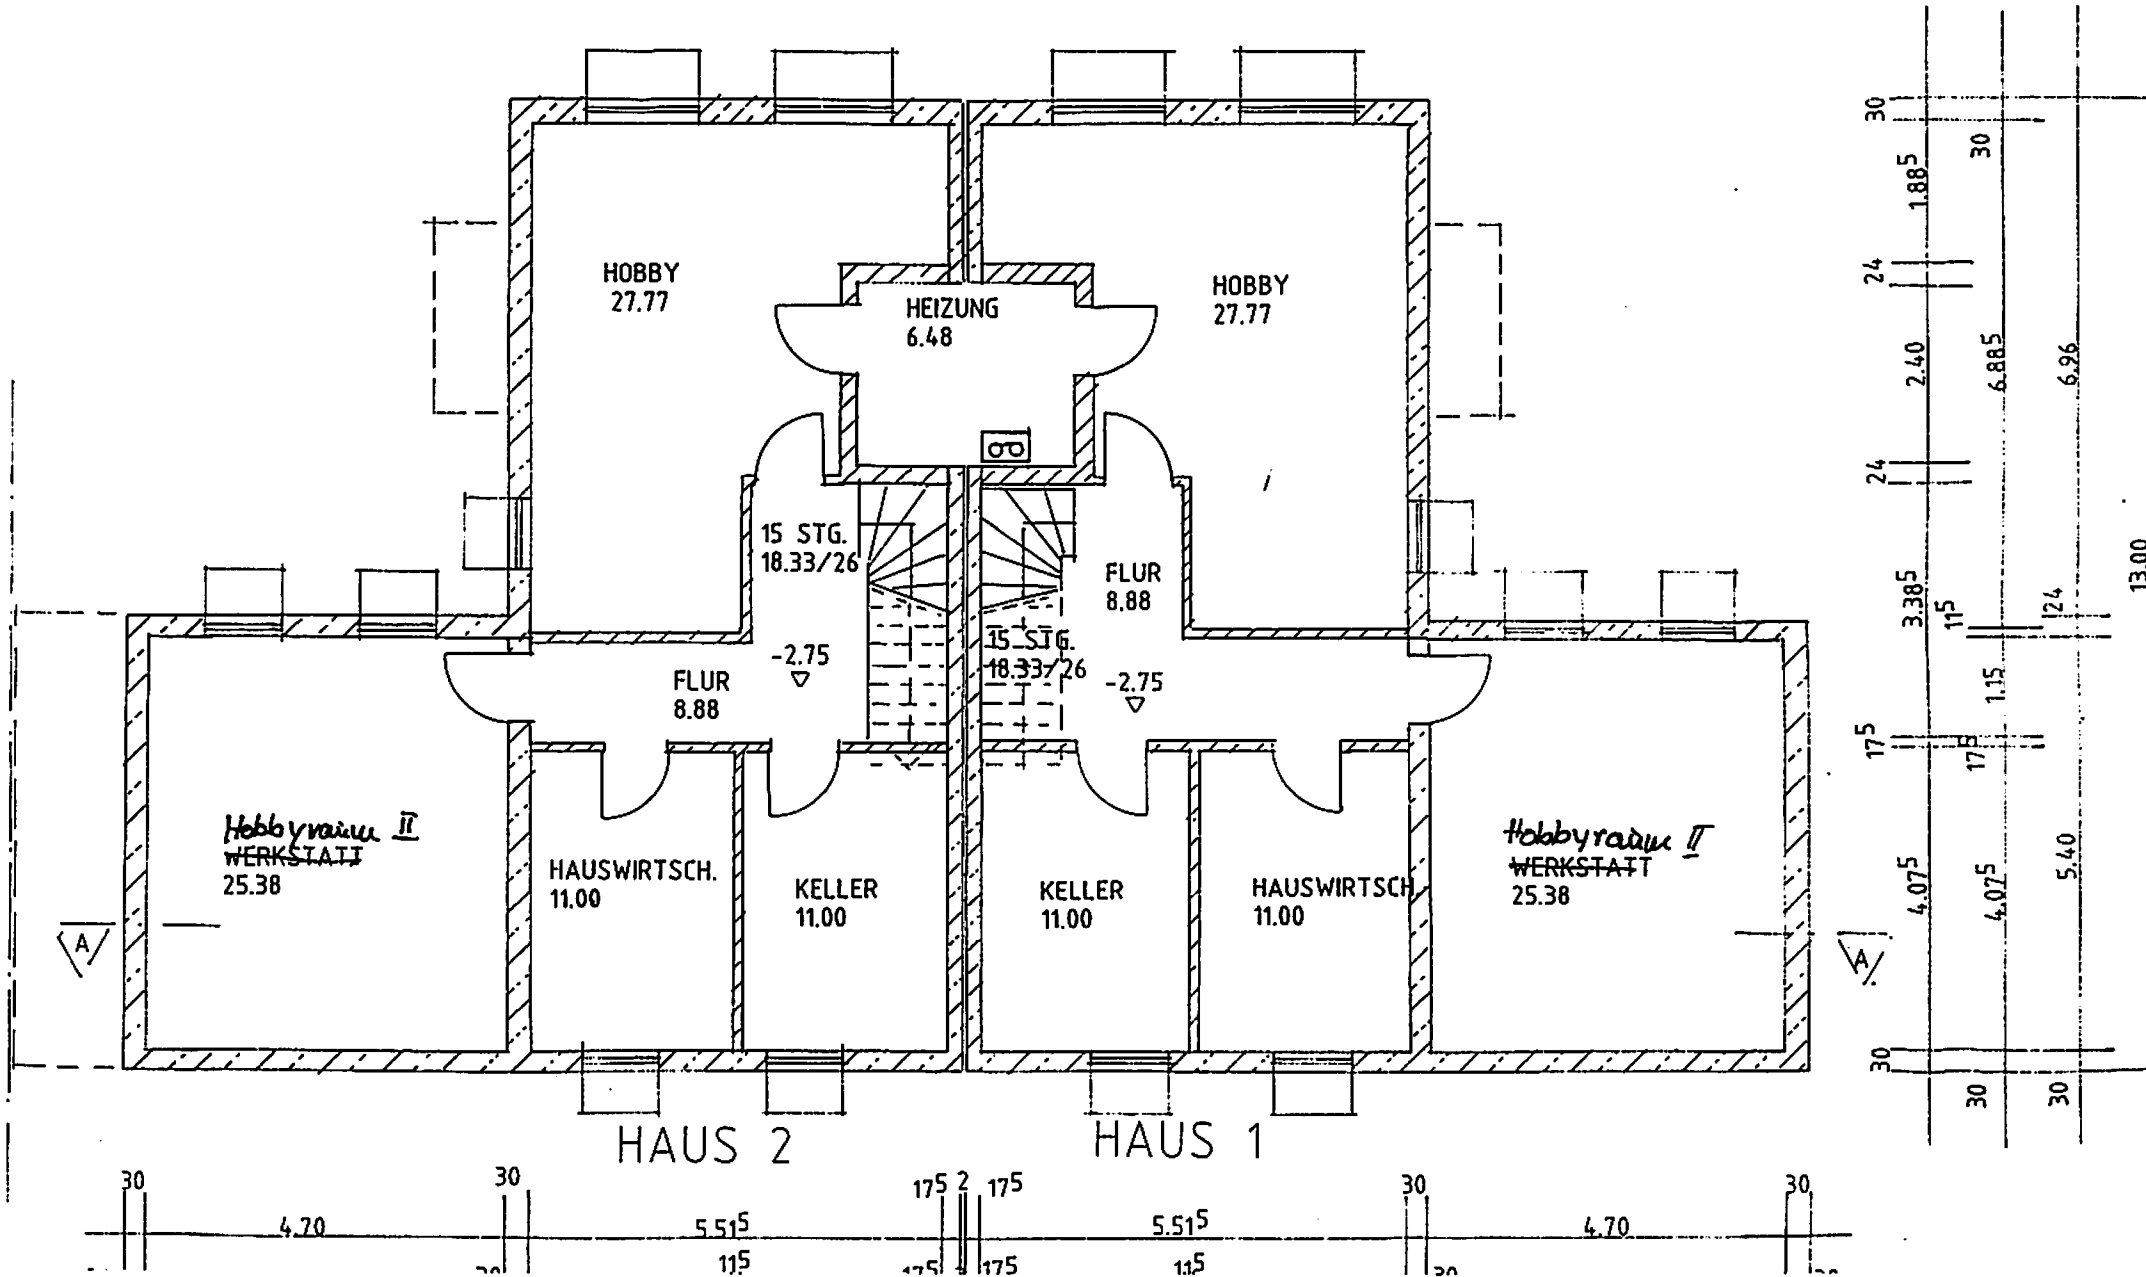 HOBBY
27.77
HEIZUNG
6.48
HOBBY
27.77
15 STG.
18.33/26
FLUR
8.88
15 STG.
18.33/26
-2.75
-2.75
FLUR
8.88
Hobbyraum II
WERKSTATT
25.38
HAUSWIRTSCH.
11.00
KELLER
11.00
KELLER
11.00
HAUSWIRTSCH.
11.00
Hobbyraum II
WERKSTATT
25.38
A
A
HAUS 2
HAUS 1
30
30
17⁵ 2 17⁵
30
30
4.70
5.51⁵
5.51⁵
4.70
11⁵
17⁵
17⁵
11⁵
30
30
1.88⁵
24
2.40
24
3.38⁵
17⁵
4.07⁵
30
30
6.88⁵
11⁵
1.15
17⁵
4.07⁵
30
6.96
24
5.40
30
13.00